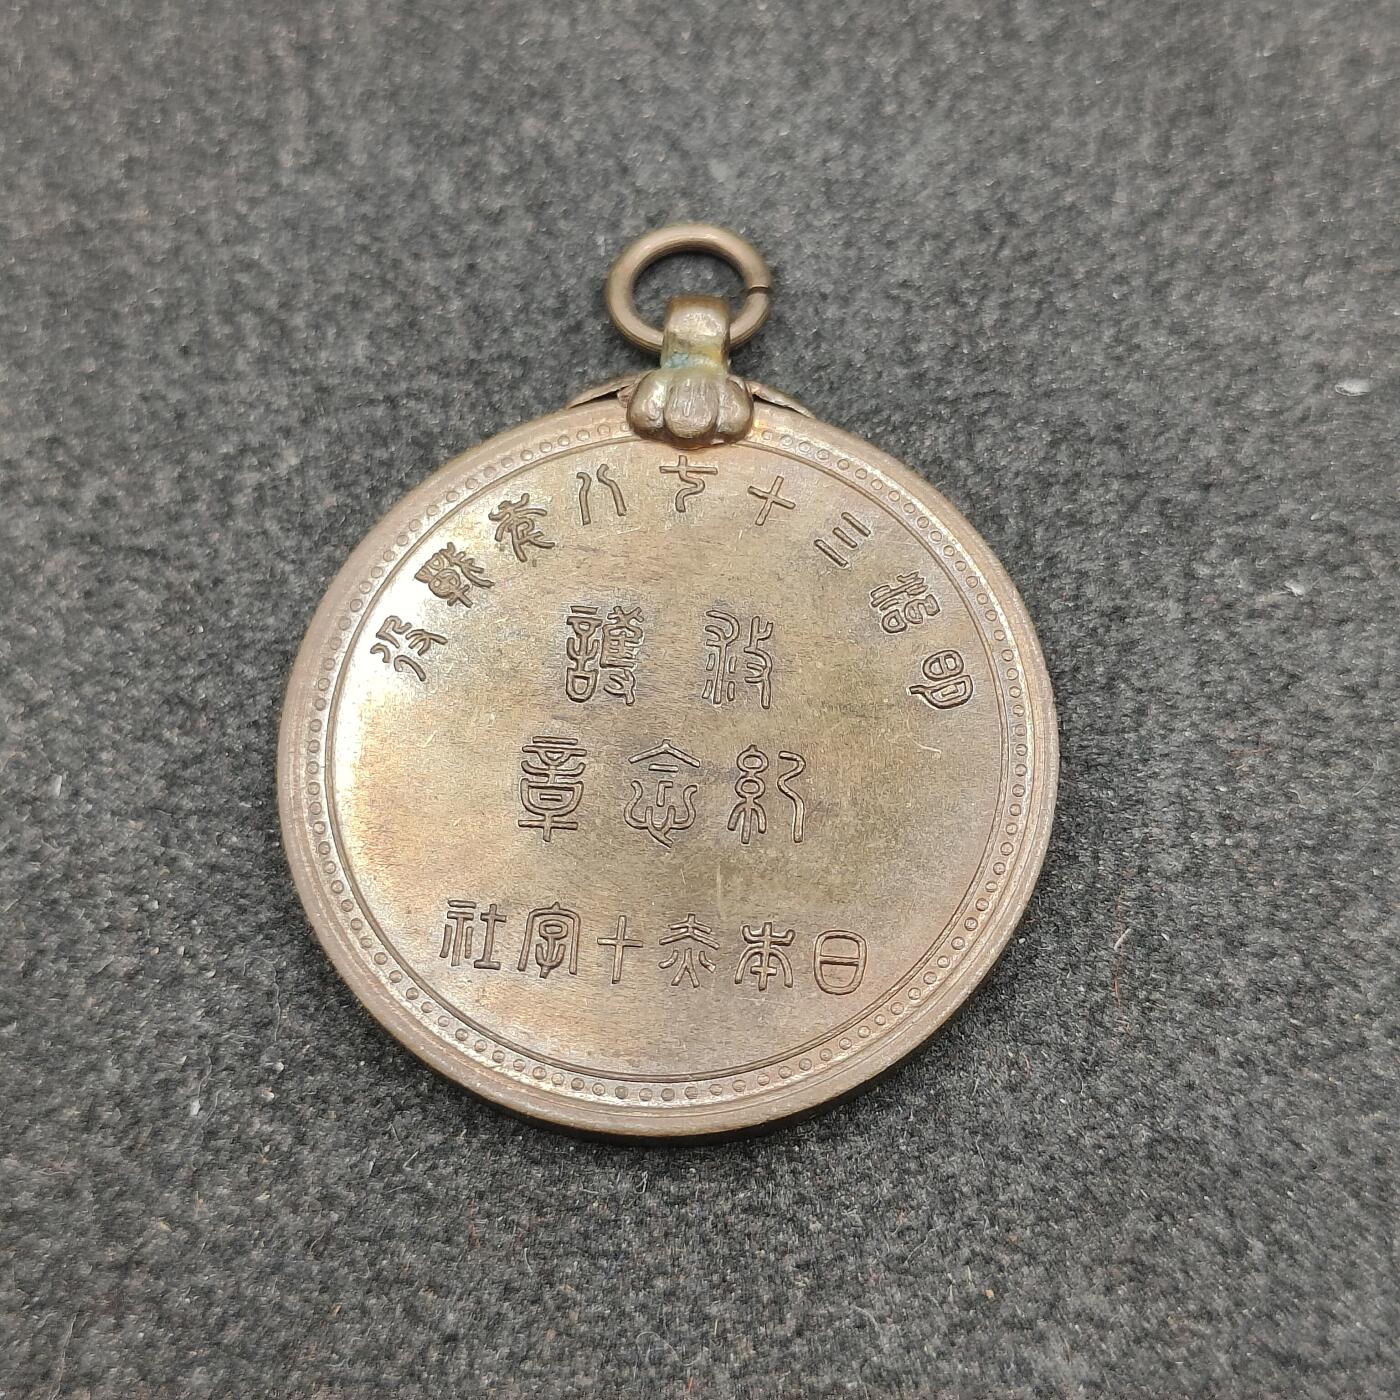 明治三十七八年戰役
救護
紀念章
日本赤十字社